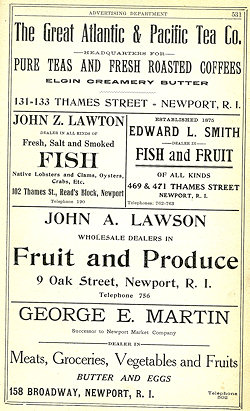 ADVERTISING DEPARTMENT 531
The Great Atlantic & Pacific Tea Co.
HEADQUARTERS FOR
PURE TEAS AND FRESH ROASTED COFFEES
ELGIN CREAMERY BUTTER
131-133 THAMES STREET - NEWPORT, R. I.
JOHN Z. LAWTON
DEALER IN ALL KINDS OF
Fresh, Salt and Smoked
FISH
Native Lobsters and Clams, Oysters,
Crabs, Etc.
102 Thames St., Read's Block, Newport
Telephone 120
ESTABLISHED 1875
EDWARD L. SMITH
DEALER IN
FISH and FRUIT
OF ALL KINDS
469 & 471 THAMES STREET
NEWPORT, R. I.
Telephones: 762-763
JOHN A. LAWSON
WHOLESALE DEALERS IN
Fruit and Produce
9 Oak Street, Newport, R. I.
Telephone 756
GEORGE E. MARTIN
Successor to Newport Market Company
DEALER IN
Meats, Groceries, Vegetables and Fruits
BUTTER AND EGGS
158 BROADWAY, NEWPORT, R. I.
Telephone